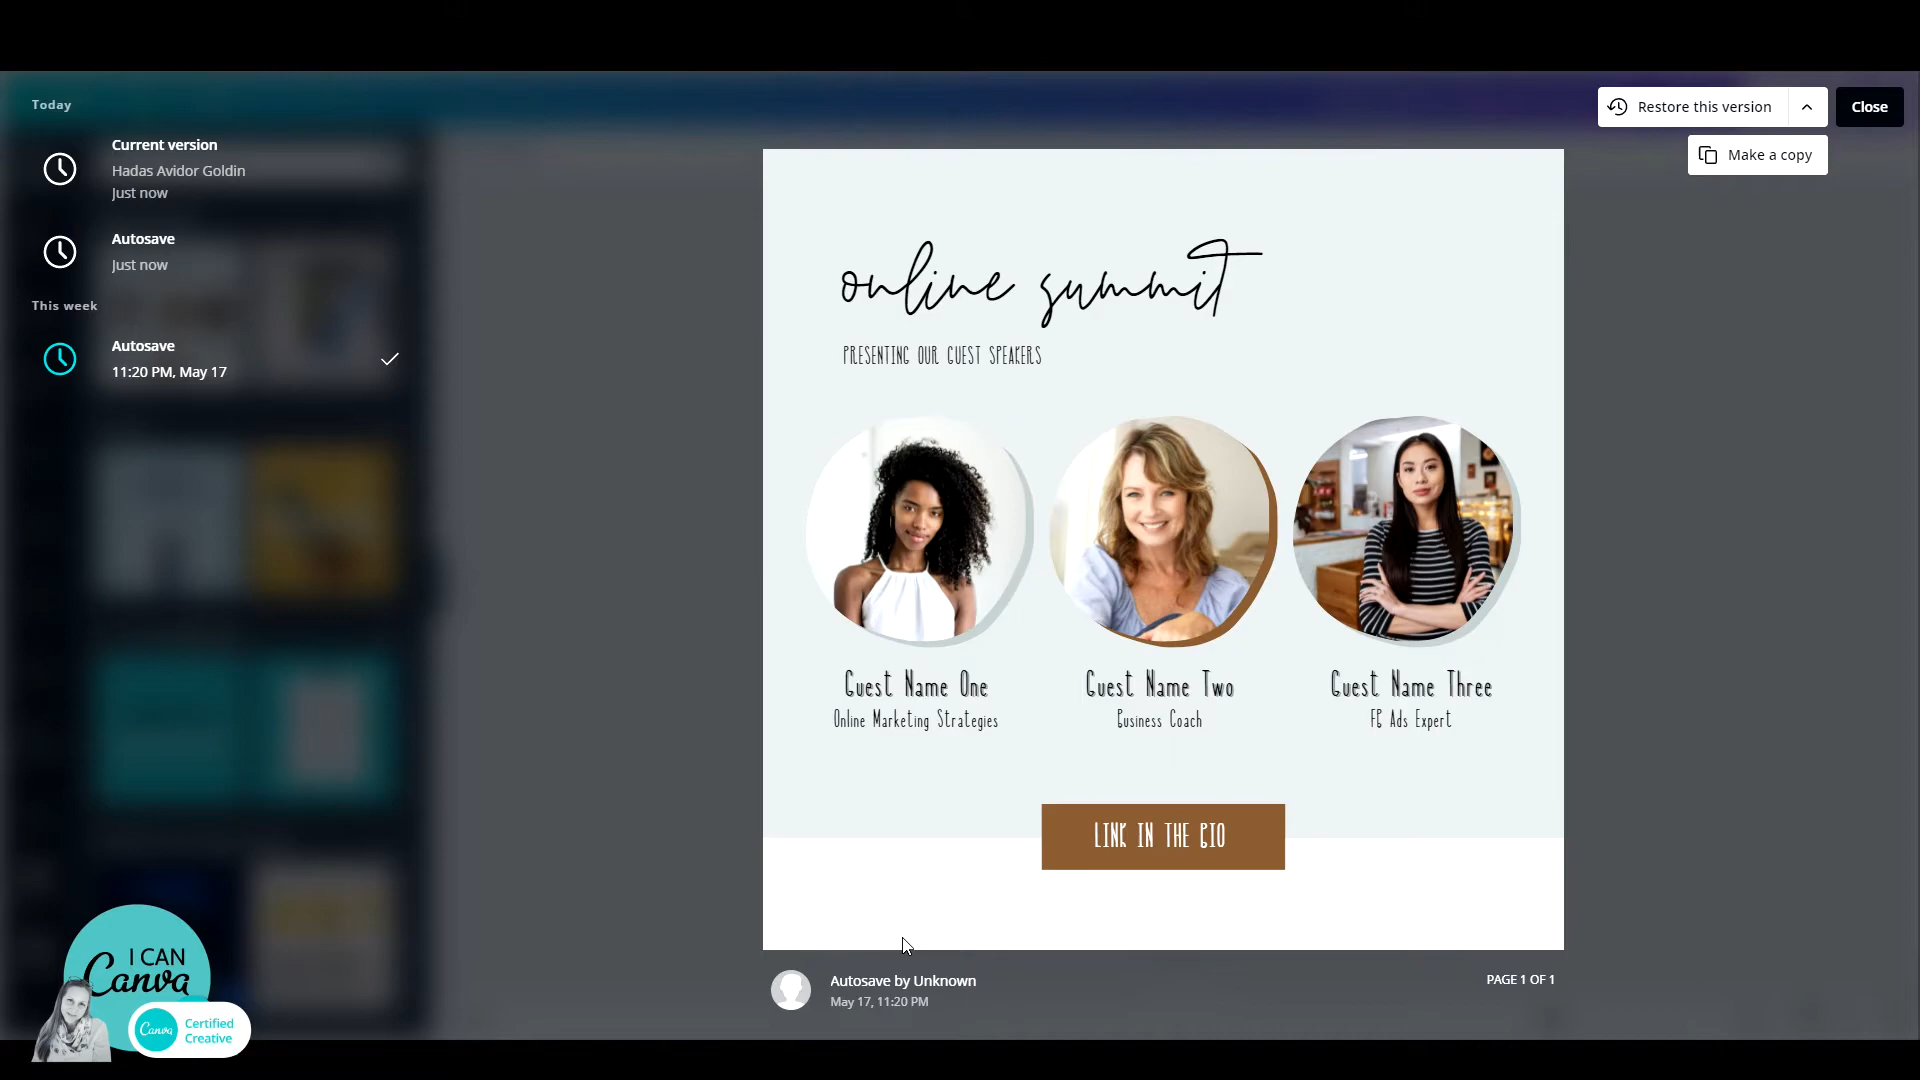 Today
Current version
Hadas Avidor Goldin
Just now
Autosave
Just now
This week
Autosave
11:20 PM, May 17
Restore this version
Close
Make a copy
online summit
PRESENTING OUR GUEST SPEAKERS
Guest Name One
Online Marketing Strategies
Guest Name Two
Business Coach
Guest Name Three
FB Ads Expert
LINK IN THE BIO
Autosave by Unknown
May 17, 11:20 PM
PAGE 1 OF 1
I CAN
Canva
Canva
Certified
Creative